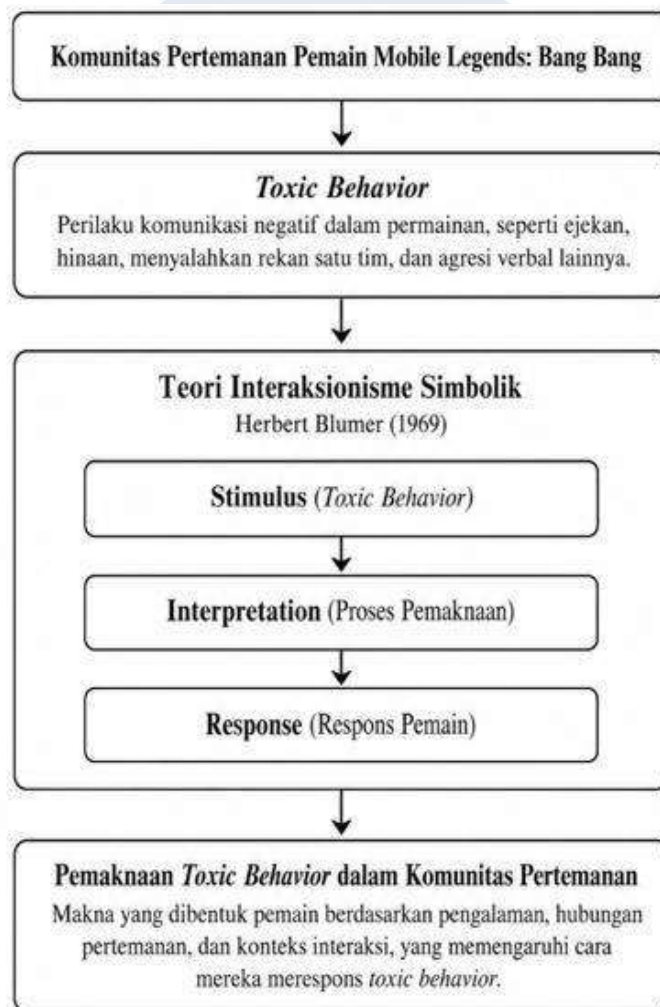 Komunitas Pertemanan Pemain Mobile Legends: Bang Bang
Toxic Behavior
Perilaku komunikasi negatif dalam permainan, seperti ejekan,
hinaan, menyalahkan rekan satu tim, dan agresi verbal lainnya.
Teori Interaksionisme Simbolik
Herbert Blumer (1969)
Stimulus (Toxic Behavior)
Interpretation (Proses Pemaknaan)
Response (Respons Pemain)
Pemaknaan Toxic Behavior dalam Komunitas Pertemanan
Makna yang dibentuk pemain berdasarkan pengalaman, hubungan
pertemanan, dan konteks interaksi, yang memengaruhi cara
mereka merespons toxic behavior.